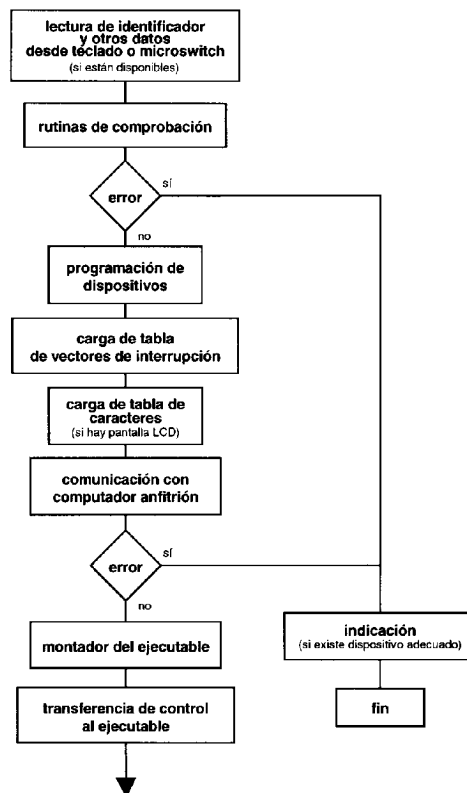 lectura de identificador
y otros datos
desde teclado o microswitch
(si están disponibles)
rutinas de comprobación
error
sí
no
programación de
dispositivos
carga de tabla
de vectores de interrupción
carga de tabla de
caracteres
(si hay pantalla LCD)
comunicación con
computador anfitrión
error
sí
no
montador del ejecutable
transferencia de control
al ejecutable
indicación
(si existe dispositivo adecuado)
fin